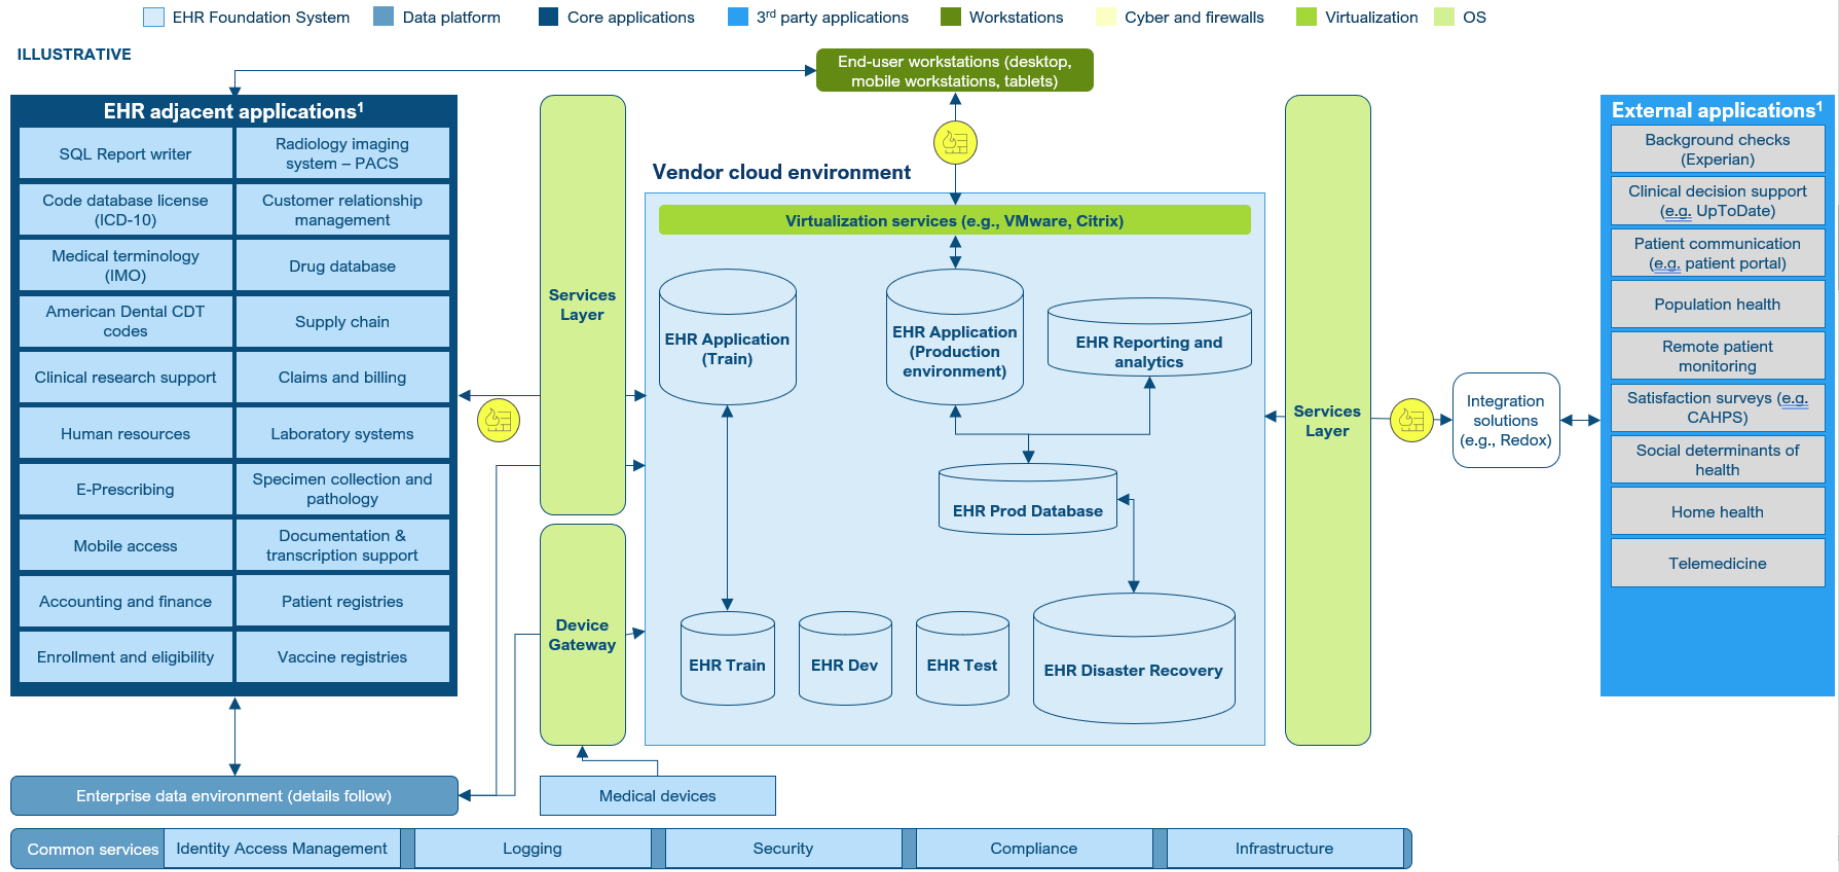 EHR Foundation System
Data platform
Core applications
3rd party applications
Workstations
Cyber and firewalls
Virtualization
OS
ILLUSTRATIVE
End-user workstations (desktop,
mobile workstations, tablets)
EHR adjacent applications1
SQL Report writer
Radiology imaging
system – PACS
Code database license
(ICD-10)
Customer relationship
management
Medical terminology
(IMO)
Drug database
American Dental CDT
codes
Supply chain
Clinical research support
Claims and billing
Human resources
Laboratory systems
E-Prescribing
Specimen collection and
pathology
Mobile access
Documentation &
transcription support
Accounting and finance
Patient registries
Enrollment and eligibility
Vaccine registries
Services
Layer
Device
Gateway
Vendor cloud environment
Virtualization services (e.g., VMware, Citrix)
EHR Application
(Train)
EHR Application
(Production
environment)
EHR Reporting and
analytics
EHR Prod Database
EHR Train
EHR Dev
EHR Test
EHR Disaster Recovery
Services
Layer
Integration
solutions
(e.g., Redox)
External applications1
Background checks
(Experian)
Clinical decision support
(e.g. UpToDate)
Patient communication
(e.g. patient portal)
Population health
Remote patient
monitoring
Satisfaction surveys (e.g.
CAHPS)
Social determinants of
health
Home health
Telemedicine
Enterprise data environment (details follow)
Medical devices
Common services
Identity Access Management
Logging
Security
Compliance
Infrastructure